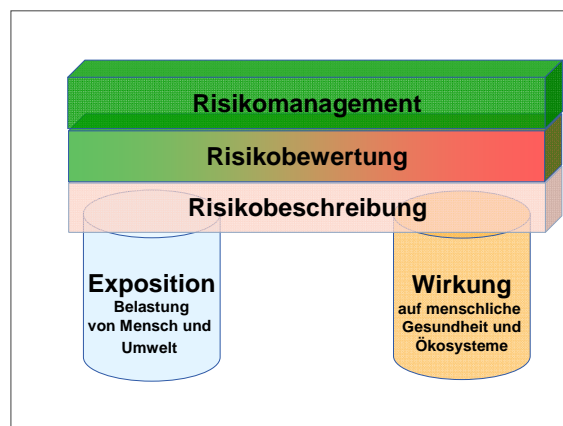 Risikomanagement
Risikobewertung
Risikobeschreibung
Exposition
Belastung
von Mensch und
Umwelt
Wirkung
auf menschliche
Gesundheit und
Ökosysteme